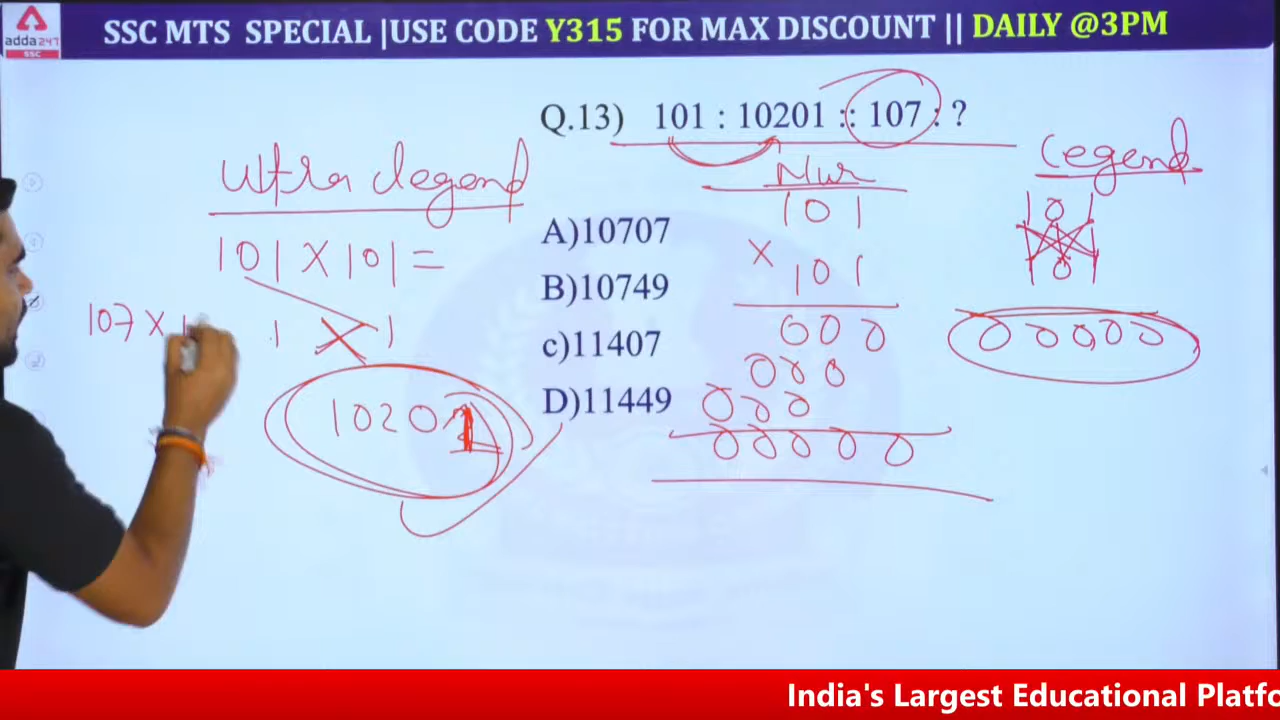 adda247
SSC
SSC MTS SPECIAL |USE CODE Y315 FOR MAX DISCOUNT || DAILY @3PM
Q.13) 101 : 10201 :: 107 : ?
Legend
Ultra Legend
101
101 × 101 =
A)10707
× 101
101
101
B)10749
107 × 1
1 × 1
c)11407
000
00000
000
10201
D)11449
000
00000
India's Largest Educational Platfo